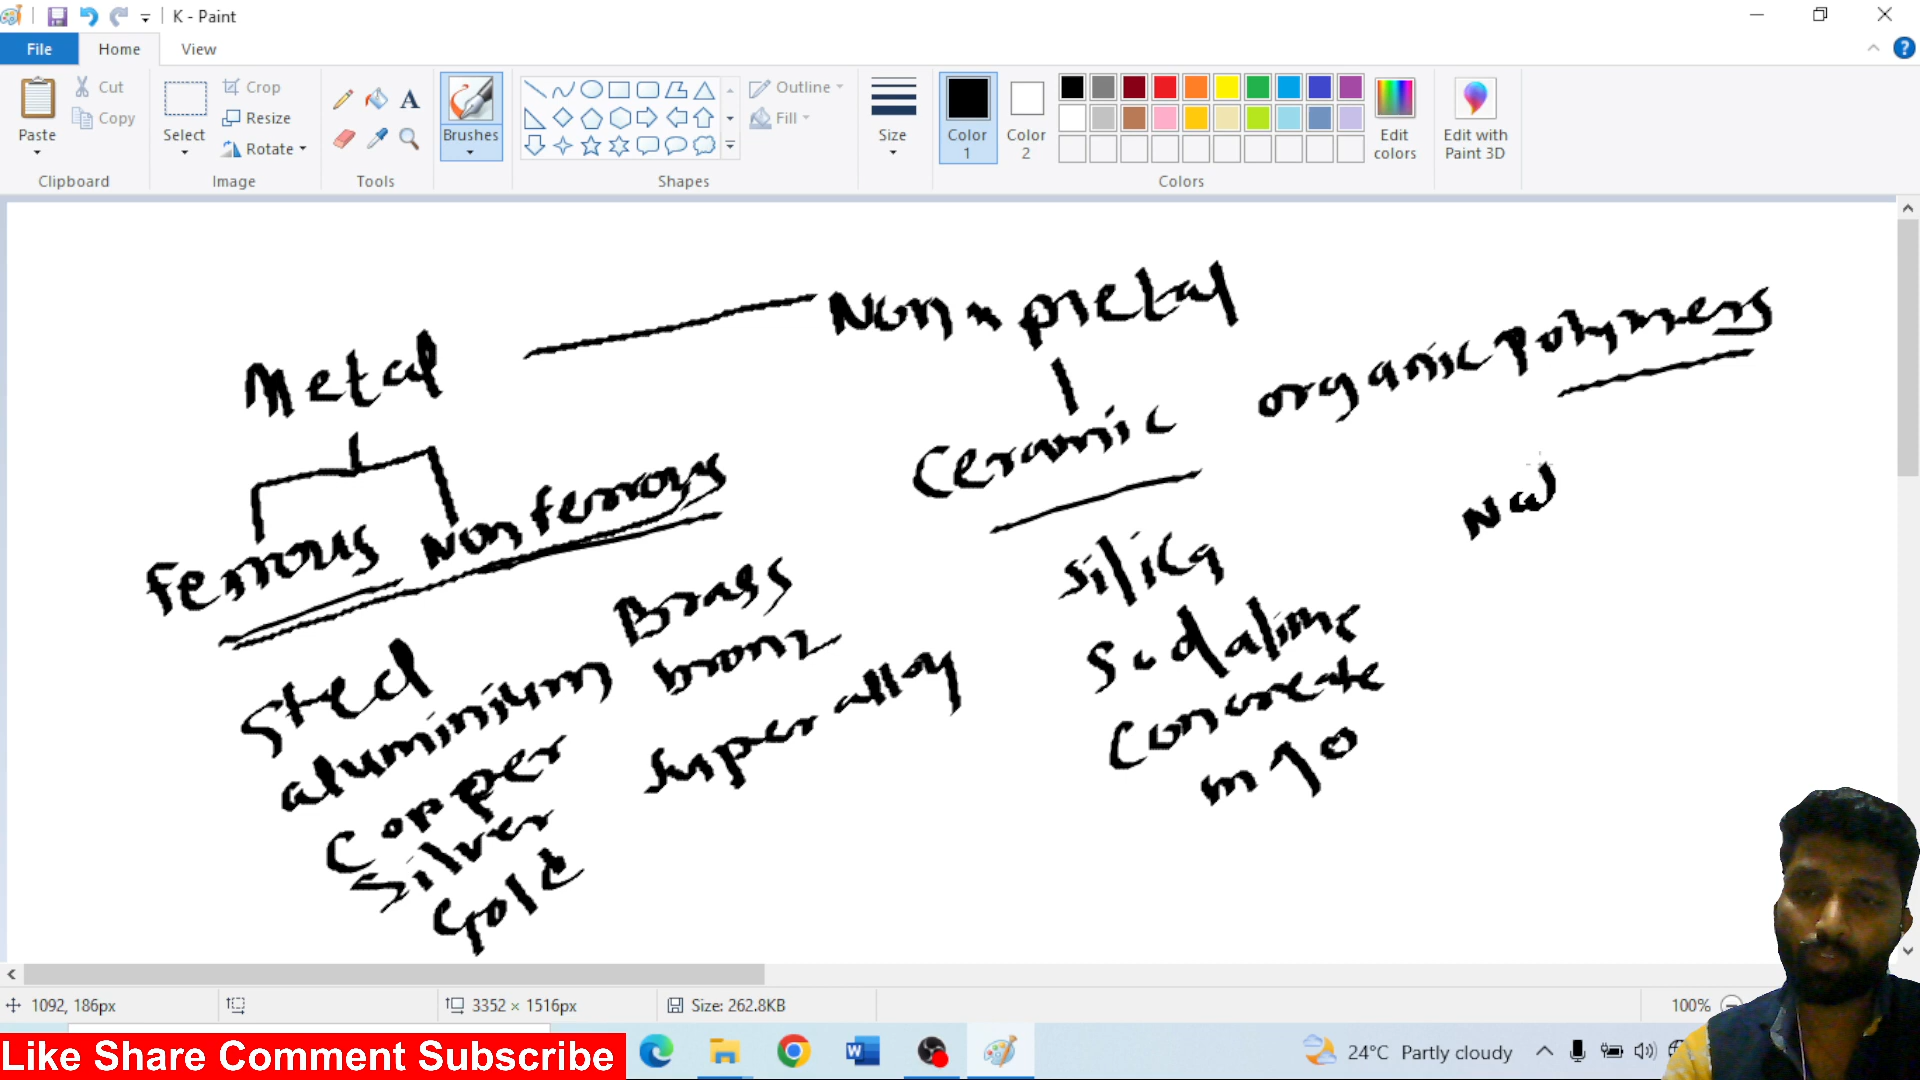 K - Paint
File Home View
Paste
Cut
Copy
Clipboard
Select
Crop
Resize
Rotate
Image
A
Tools
Brushes
Shapes
Outline
Fill
Size
Color 1
Color 2
Colors
Edit colors
Edit with Paint 3D
Metal
Non metal
organic polymers
Ceramic
ferrous
Non ferrous
Steel
aluminium
Copper
Silver
Gold
Brass
bronz
super alloy
silica
Sodalime
Concreate
mgo
1092, 186px
3352 × 1516px
Size: 262.8KB
100%
Like Share Comment Subscribe
24°C Partly cloudy